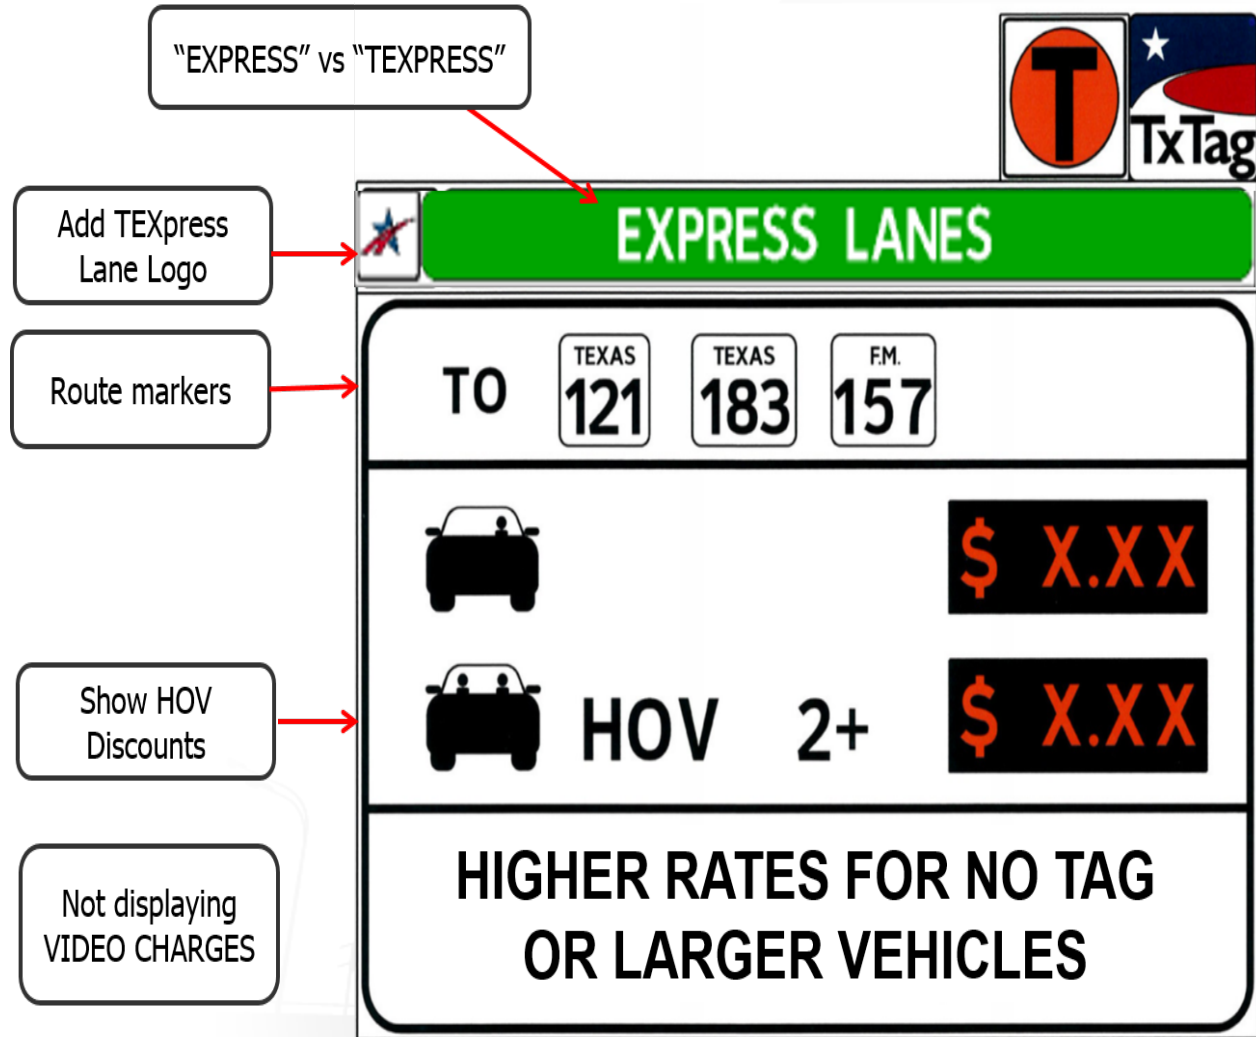 “EXPRESS” vs “TEXPRESS”
T
TxTag
Add TEXpress
Lane Logo
EXPRESS LANES
Route markers
TO
TEXAS
121
TEXAS
183
F.M.
157
$ X.XX
Show HOV
Discounts
HOV 2+
$ X.XX
Not displaying
VIDEO CHARGES
HIGHER RATES FOR NO TAG
OR LARGER VEHICLES